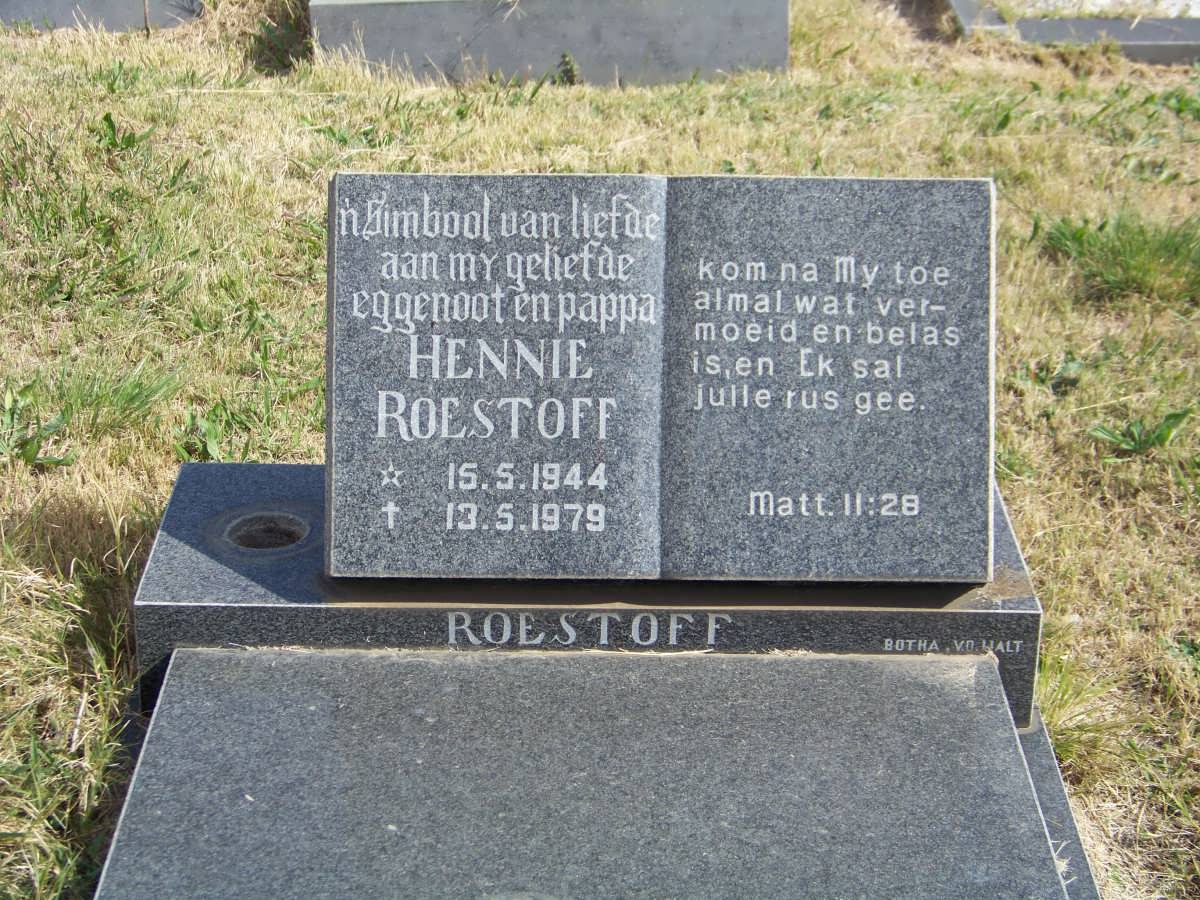 'n Simbool van liefde
aan my geliefde
eggenoot en pappa
HENNIE
ROESTOFF
☆ 15.5.1944
† 13.5.1979
kom na My toe
almal wat ver-
moeid en belas
is, en Ek sal
julle rus gee.
Matt. 11:28
ROESTOFF
BOTHA, V.D. WALT